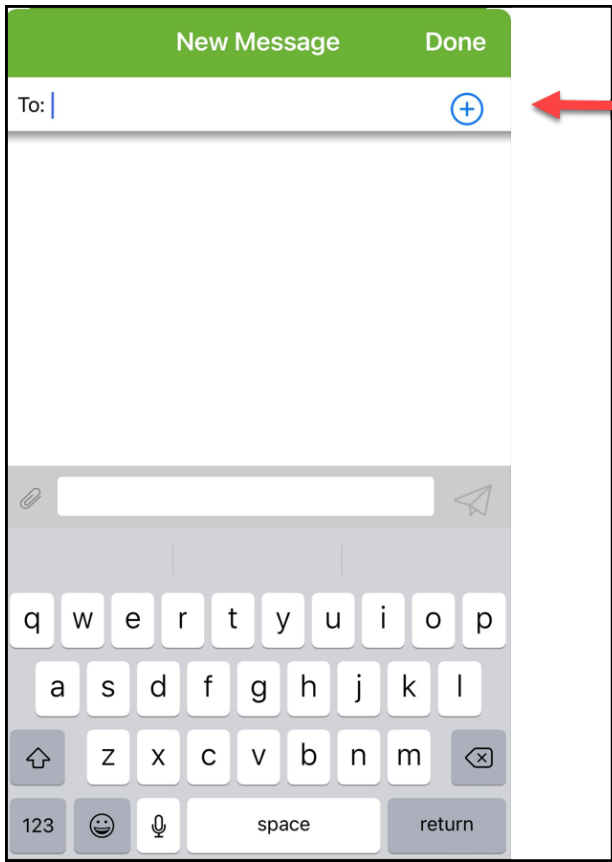 New Message Done
To:
q w e r t y u i o p
a s d f g h j k l
z x c v b n m
123 space return